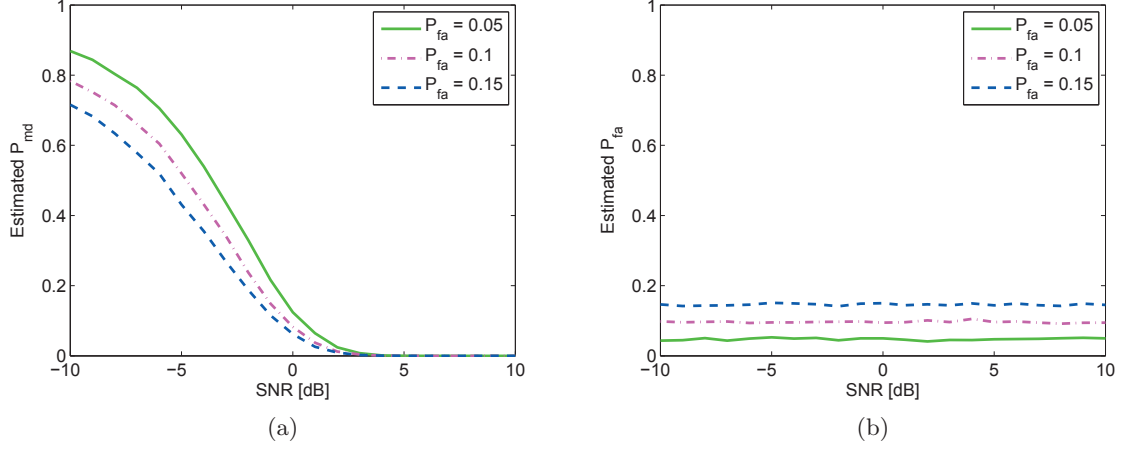 1
0.8
0.6
0.4
0.2
0
Estimated P_md
−10
−5
0
5
10
SNR [dB]
P_fa = 0.05
P_fa = 0.1
P_fa = 0.15
(a)
1
0.8
0.6
0.4
0.2
0
Estimated P_fa
−10
−5
0
5
10
SNR [dB]
P_fa = 0.05
P_fa = 0.1
P_fa = 0.15
(b)